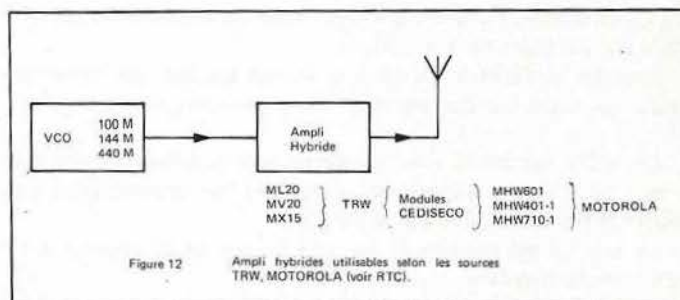 VCO
100 M
144 M
440 M
Ampli
Hybride
ML20
MV20
MX15
TRW
Modules
CEDISECO
MHW601
MHW401-1
MHW710-1
MOTOROLA
Figure 12
Ampli hybrides utilisables selon les sources
TRW, MOTOROLA (voir RTC).